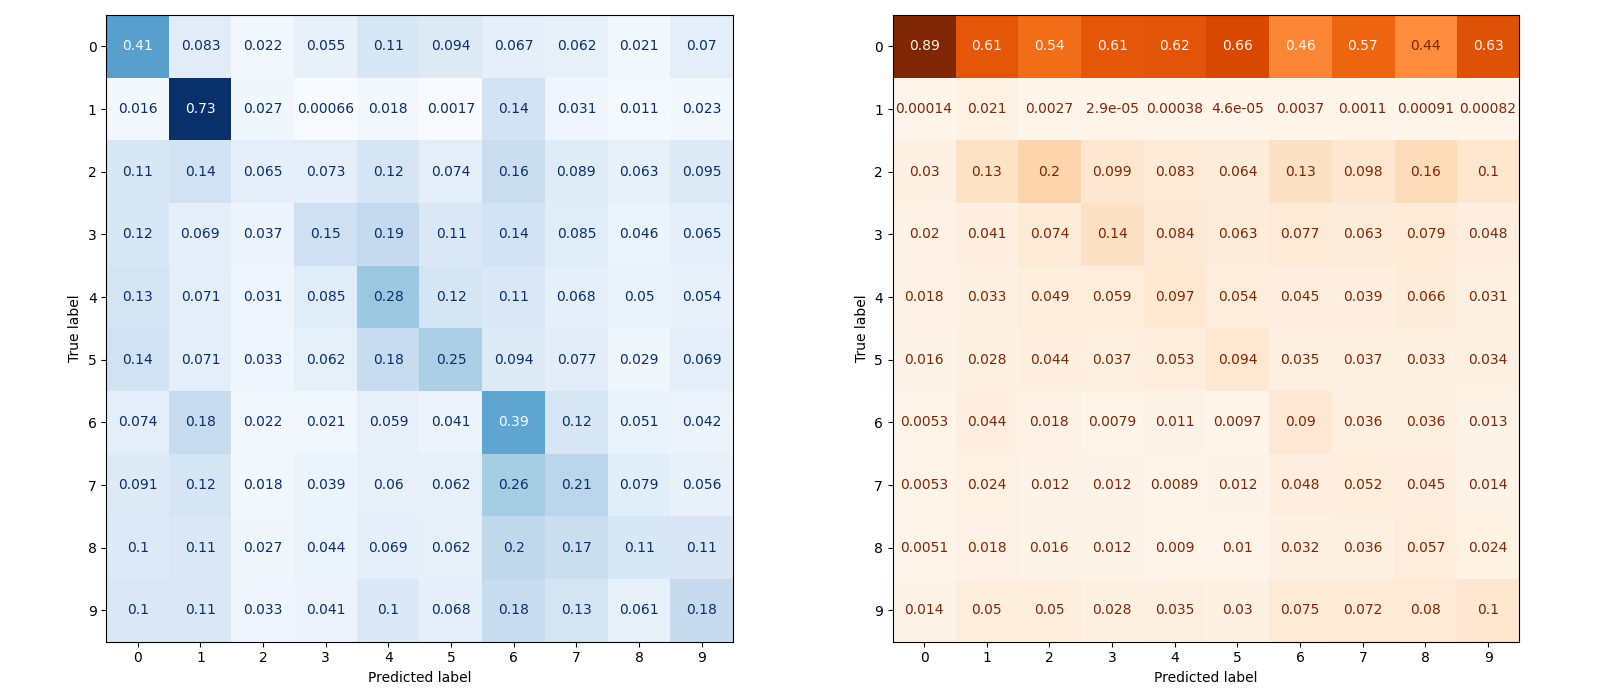 0 0.41 0.083 0.022 0.055 0.11 0.094 0.067 0.062 0.021 0.07
1 0.016 0.73 0.027 0.00066 0.018 0.0017 0.14 0.031 0.011 0.023
2 0.11 0.14 0.065 0.073 0.12 0.074 0.16 0.089 0.063 0.095
3 0.12 0.069 0.037 0.15 0.19 0.11 0.14 0.085 0.046 0.065
4 0.13 0.071 0.031 0.085 0.28 0.12 0.11 0.068 0.05 0.054
True label
5 0.14 0.071 0.033 0.062 0.18 0.25 0.094 0.077 0.029 0.069
6 0.074 0.18 0.022 0.021 0.059 0.041 0.39 0.12 0.051 0.042
7 0.091 0.12 0.018 0.039 0.06 0.062 0.26 0.21 0.079 0.056
8 0.1 0.11 0.027 0.044 0.069 0.062 0.2 0.17 0.11 0.11
9 0.1 0.11 0.033 0.041 0.1 0.068 0.18 0.13 0.061 0.18
0 1 2 3 4 5 6 7 8 9
Predicted label
0 0.89 0.61 0.54 0.61 0.62 0.66 0.46 0.57 0.44 0.63
1 0.00014 0.021 0.0027 2.9e-05 0.00038 4.6e-05 0.0037 0.0011 0.00091 0.00082
2 0.03 0.13 0.2 0.099 0.083 0.064 0.13 0.098 0.16 0.1
3 0.02 0.041 0.074 0.14 0.084 0.063 0.077 0.063 0.079 0.048
4 0.018 0.033 0.049 0.059 0.097 0.054 0.045 0.039 0.066 0.031
True label
5 0.016 0.028 0.044 0.037 0.053 0.094 0.035 0.037 0.033 0.034
6 0.0053 0.044 0.018 0.0079 0.011 0.0097 0.09 0.036 0.036 0.013
7 0.0053 0.024 0.012 0.012 0.0089 0.012 0.048 0.052 0.045 0.014
8 0.0051 0.018 0.016 0.012 0.009 0.01 0.032 0.036 0.057 0.024
9 0.014 0.05 0.05 0.028 0.035 0.03 0.075 0.072 0.08 0.1
0 1 2 3 4 5 6 7 8 9
Predicted label